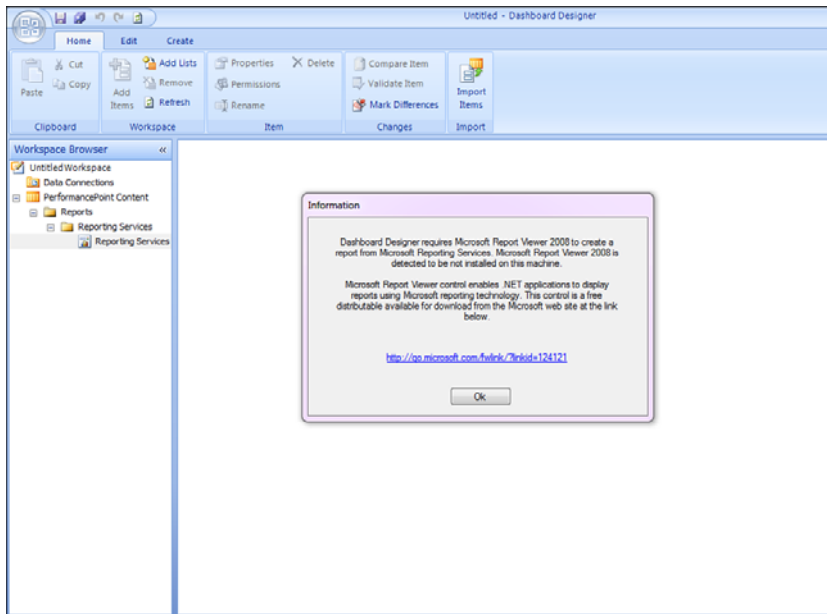 Untitled - Dashboard Designer
Home Edit Create
Paste
Cut
Copy
Clipboard
Add Items
Add Lists
Remove
Refresh
Workspace
Properties
Permissions
Rename
Delete
Item
Compare Item
Validate Item
Mark Differences
Changes
Import Items
Import
Workspace Browser «
Untitled Workspace
Data Connections
PerformancePoint Content
Reports
Reporting Services
Reporting Services
Information
Dashboard Designer requires Microsoft Report Viewer 2008 to create a
report from Microsoft Reporting Services. Microsoft Report Viewer 2008 is
detected to be not installed on this machine.
Microsoft Report Viewer control enables .NET applications to display
reports using Microsoft reporting technology. This control is a free
distributable available for download from the Microsoft web site at the link
below.
http://go.microsoft.com/fwlink/?linkid=124121
Ok